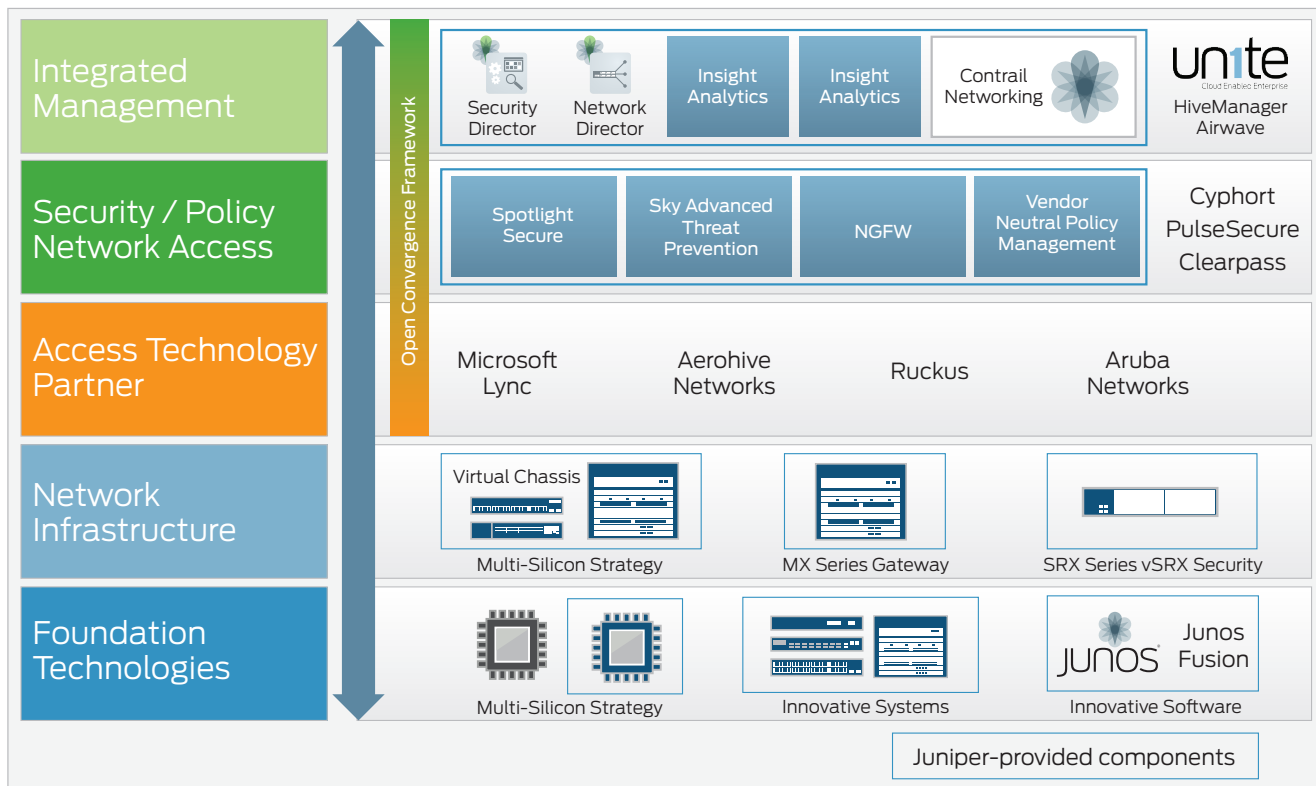 Integrated
Management
Open Convergence Framework
Security
Director
Network
Director
Insight
Analytics
Insight
Analytics
Contrail
Networking
un1te
Cloud Enabled Enterprise
HiveManager
Airwave
Security / Policy
Network Access
Spotlight
Secure
Sky Advanced
Threat
Prevention
NGFW
Vendor
Neutral Policy
Management
Cyphort
PulseSecure
Clearpass
Access Technology
Partner
Microsoft
Lync
Aerohive
Networks
Ruckus
Aruba
Networks
Network
Infrastructure
Virtual Chassis
Multi-Silicon Strategy
MX Series Gateway
SRX Series vSRX Security
Foundation
Technologies
Multi-Silicon Strategy
Innovative Systems
JUNOS
Junos
Fusion
Innovative Software
Juniper-provided components